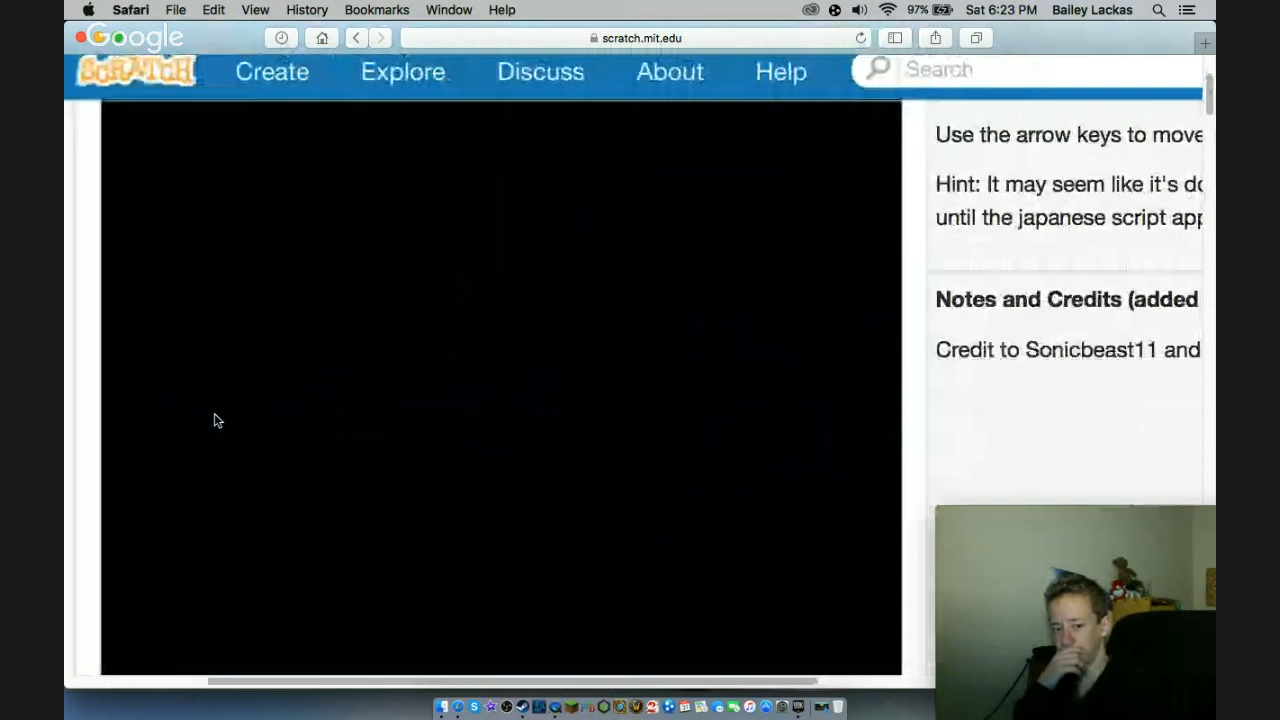 Safari File Edit View History Bookmarks Window Help 97% Sat 6:23 PM Bailey Lackas
Google scratch.mit.edu
SCRATCH Create Explore Discuss About Help Search
Use the arrow keys to move
Hint: It may seem like it's do
until the japanese script app
Notes and Credits (added
Credit to Sonicbeast11 and